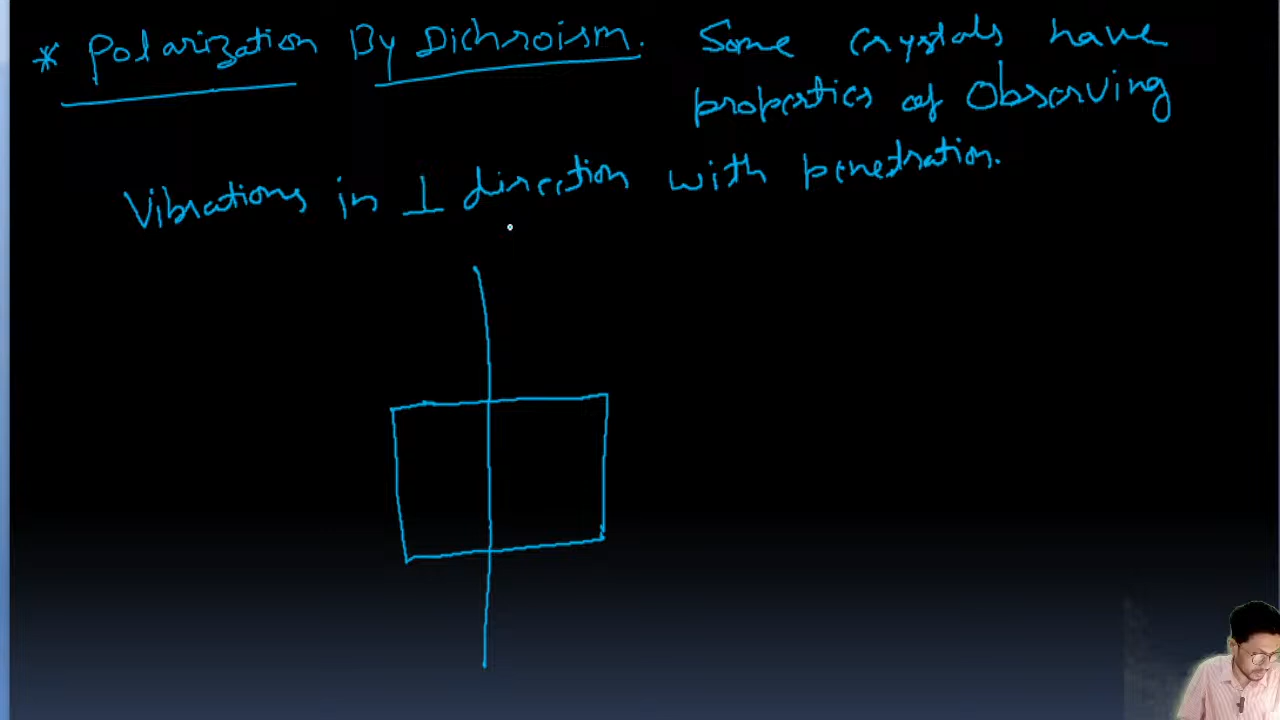 * Polarization By Dichroism. Some crystals have
properties of Observing
Vibrations in ⊥ direction with penetration.